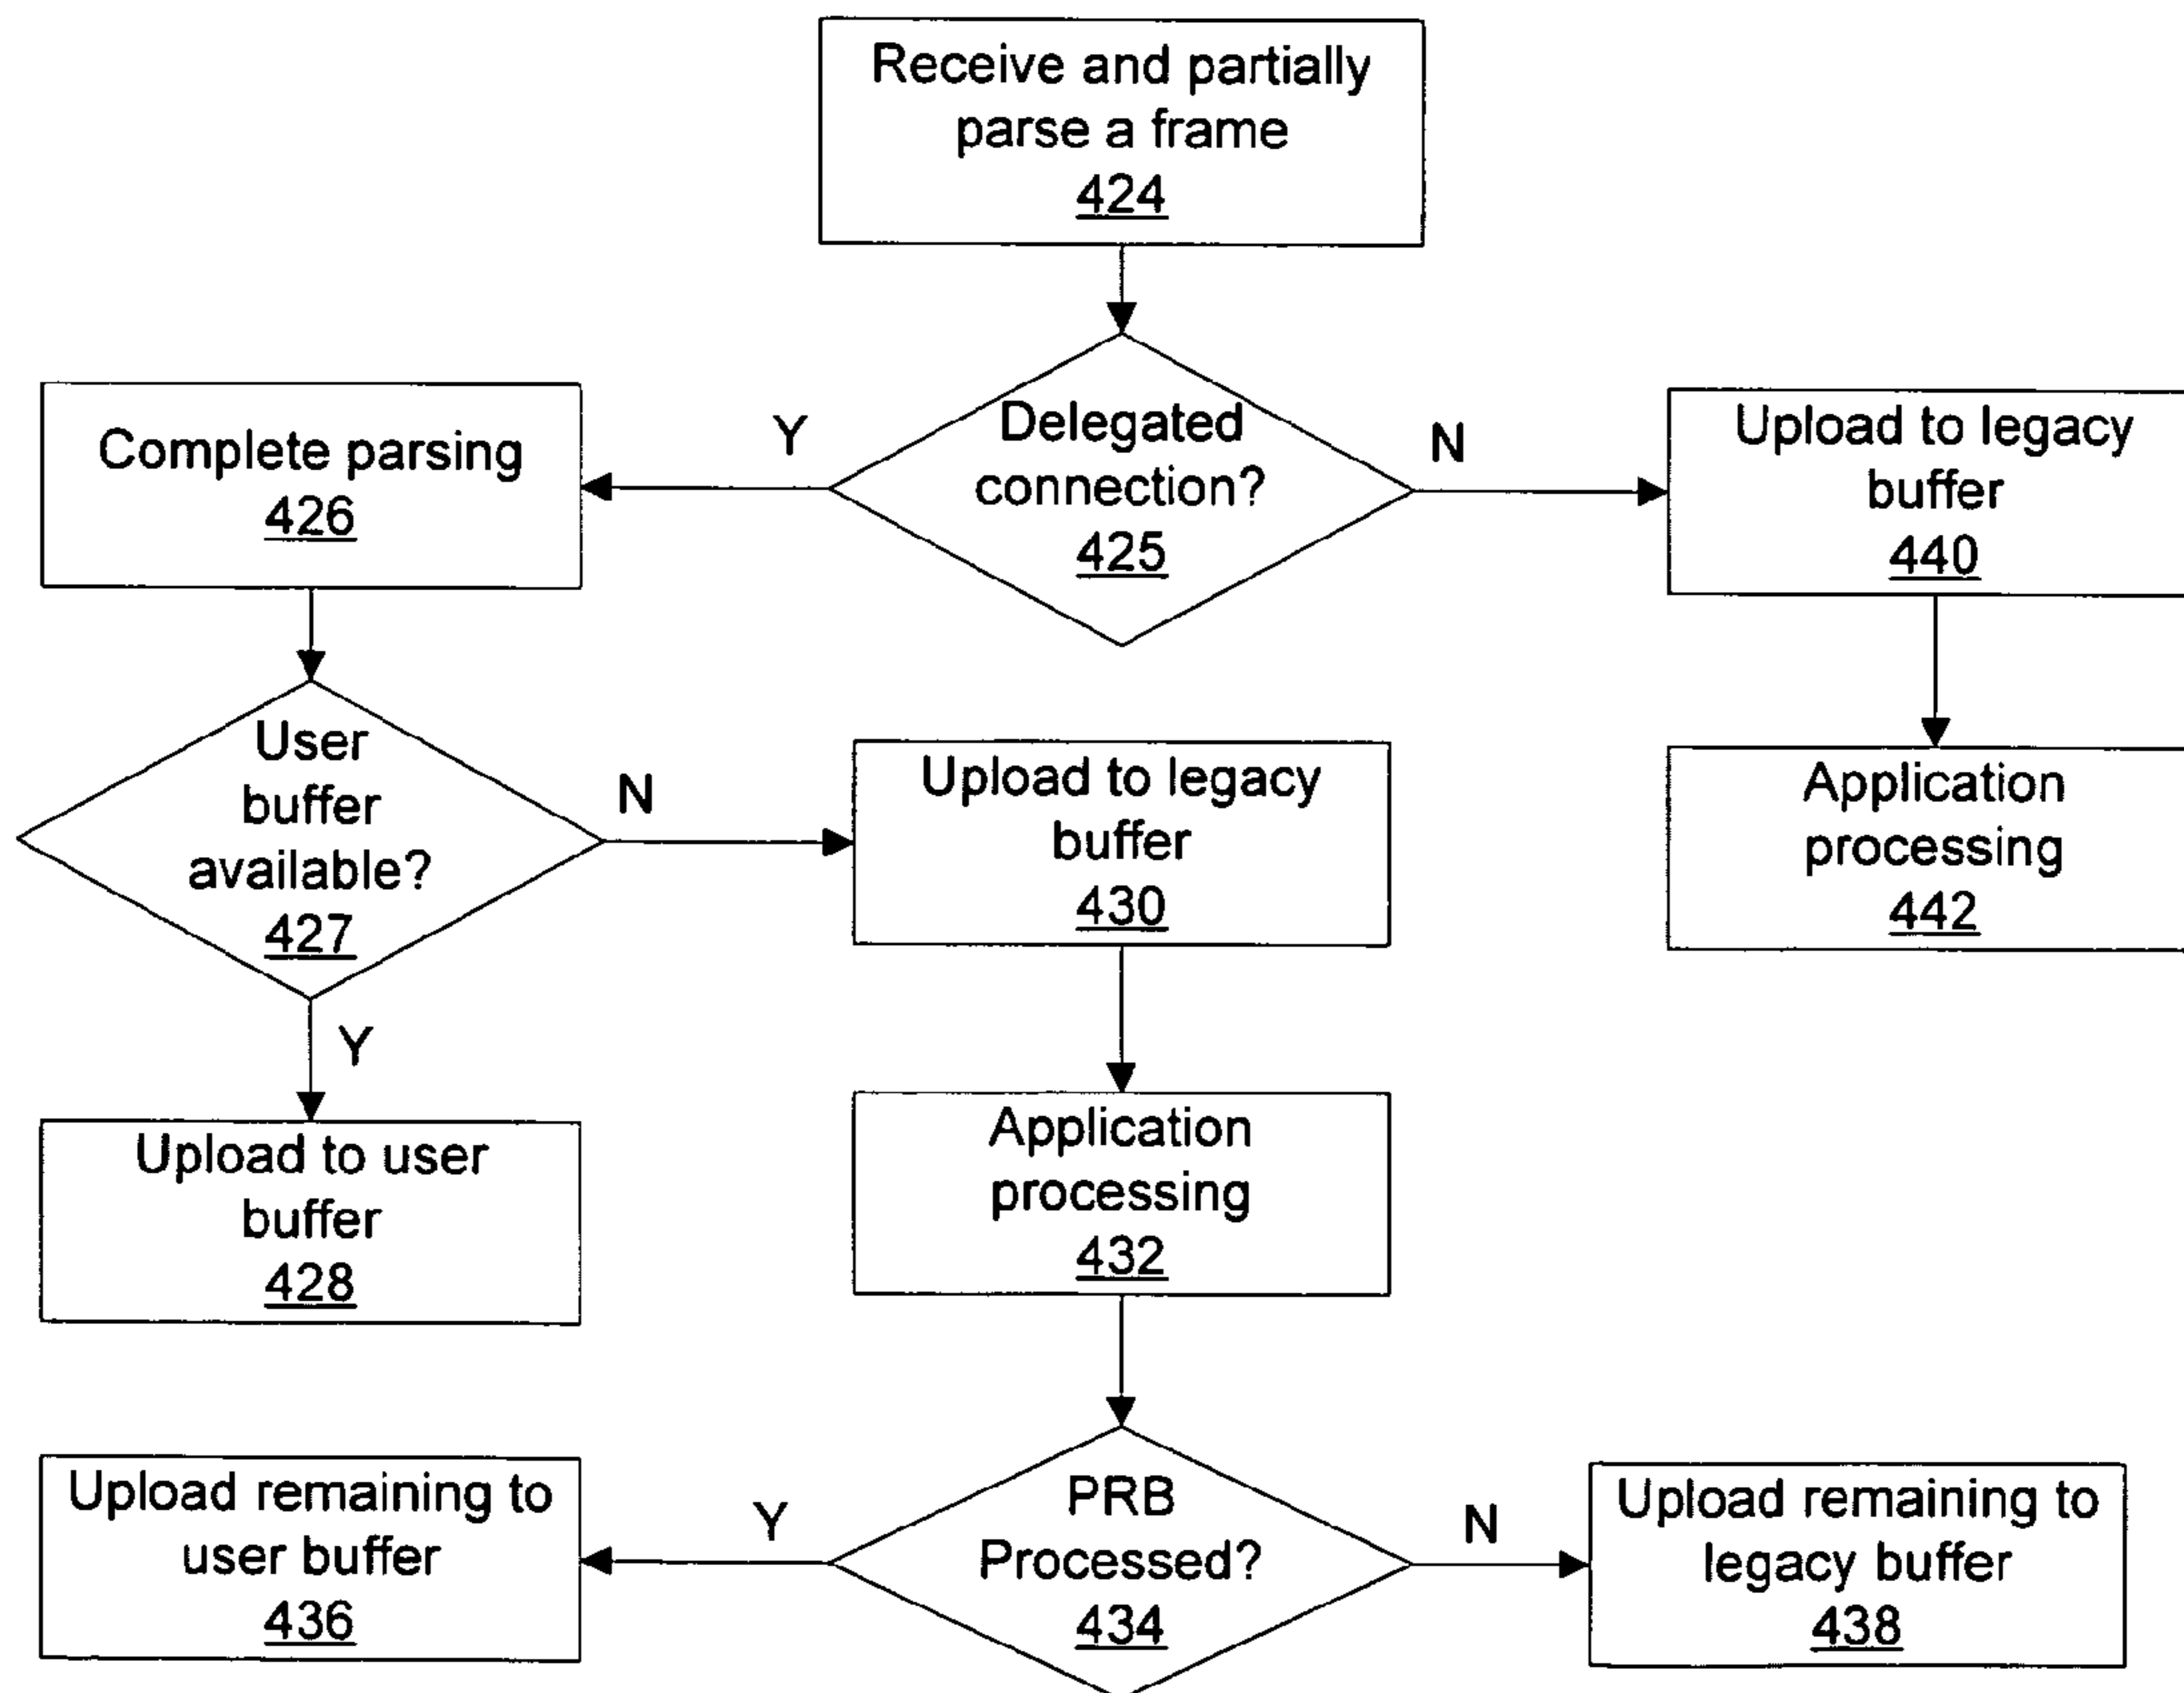 Receive and partially
parse a frame
424
Delegated
connection?
425
Y
N
Complete parsing
426
Upload to legacy
buffer
440
User
buffer
available?
427
N
Y
Upload to legacy
buffer
430
Application
processing
442
Upload to user
buffer
428
Application
processing
432
PRB
Processed?
434
Y
N
Upload remaining to
user buffer
436
Upload remaining to
legacy buffer
438